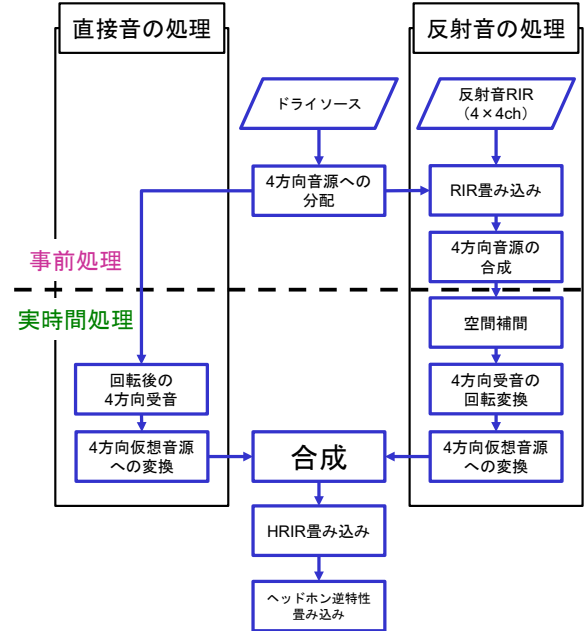 直接音の処理
反射音の処理
ドライソース
反射音RIR
（4×4ch）
4方向音源への
分配
RIR畳み込み
4方向音源の
合成
事前処理
実時間処理
空間補間
回転後の
4方向受音
4方向受音の
回転変換
4方向仮想音源
への変換
合成
4方向仮想音源
への変換
HRIR畳み込み
ヘッドホン逆特性
畳み込み